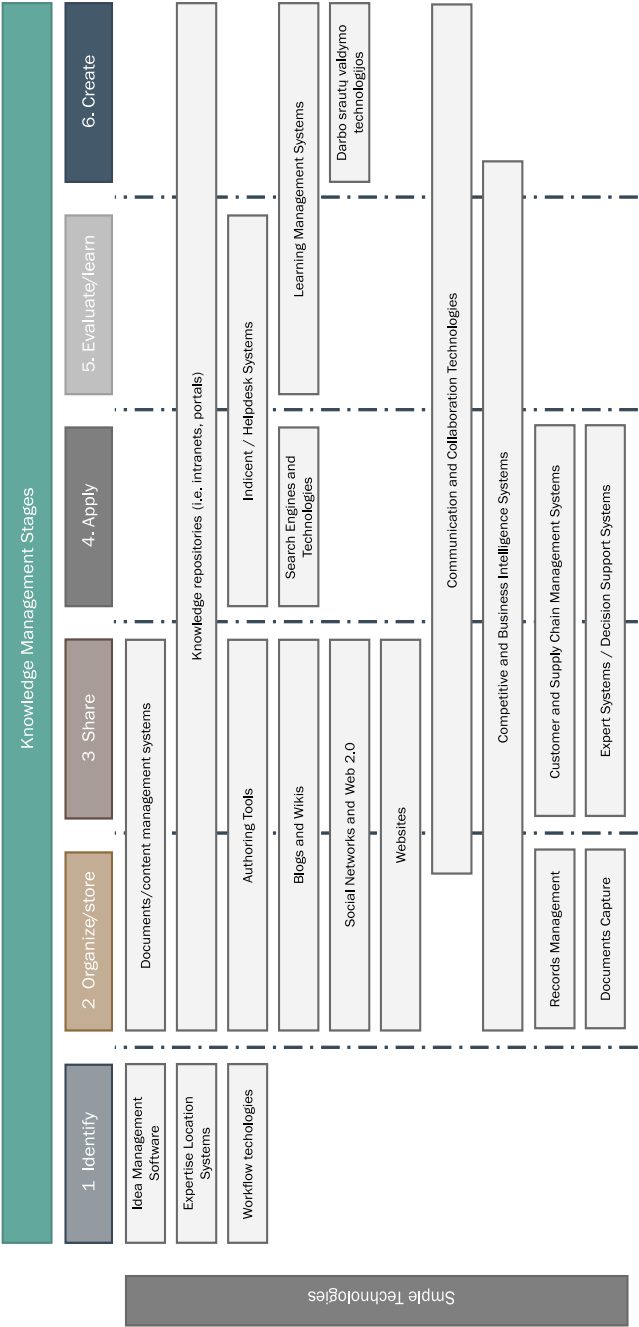 Knowledge Management Stages
1 Identify
2 Organize/store
3 Share
4. Apply
5. Evaluate/learn
6. Create
Smple Technologies
Idea Management
Software
Documents/content management systems
Expertise Location
Systems
Knowledge repositories (i.e. intranets, portals)
Workflow techologies
Authoring Tools
Indicent / Helpdesk Systems
Blogs and Wikis
Search Engines and
Technologies
Learning Management Systems
Social Networks and Web 2.0
Darbo srautų valdymo
technologijos
Websites
Communication and Collaboration Technologies
Competitive and Business Intelligence Systems
Records Management
Customer and Supply Chain Management Systems
Documents Capture
Expert Systems / Decision Support Systems